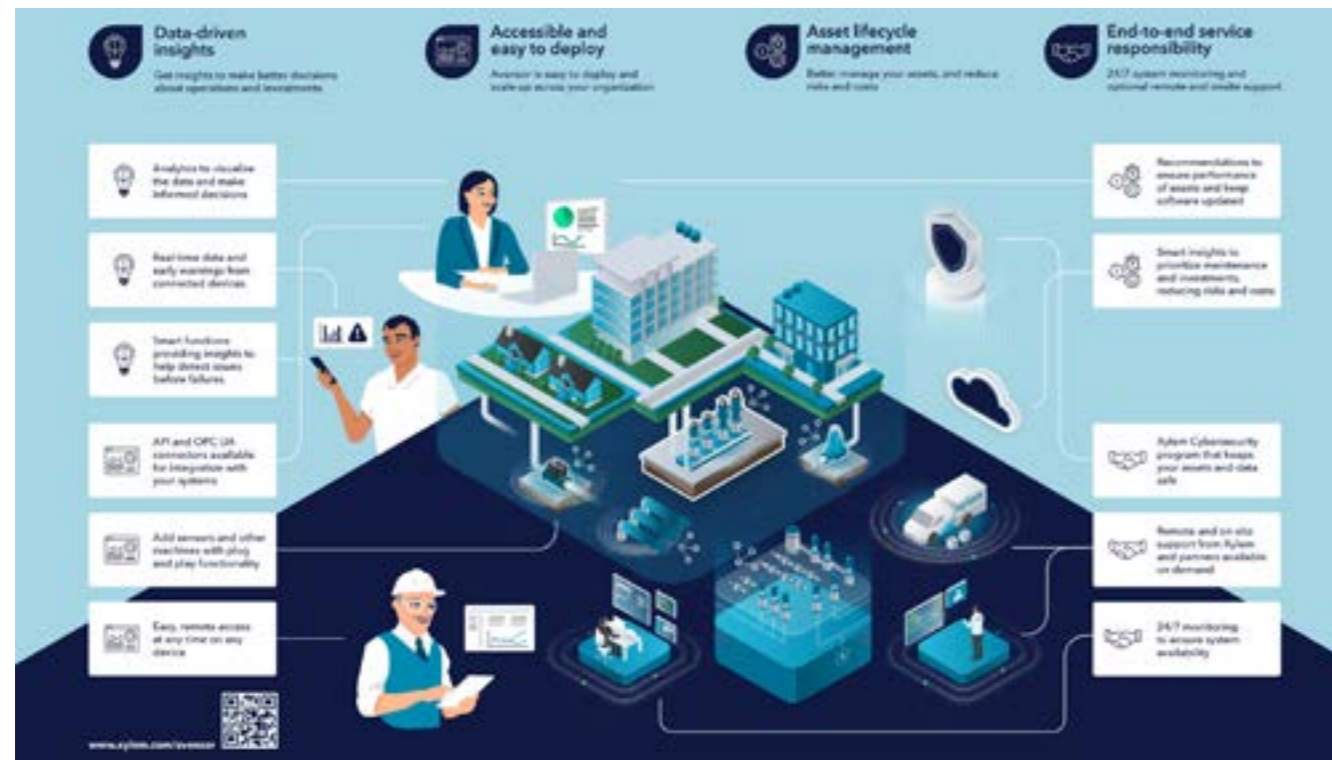 Data-driven
insights
Get insights to make better decisions
about operations and investments
Accessible and
easy to deploy
Avensor is easy to deploy and
scale up across your organization
Asset lifecycle
management
Better manage your assets, and reduce
risks and costs
End-to-end service
responsibility
24/7 system monitoring and
optional remote and onsite support
Analytics to visualize
the data and make
informed decisions
Real-time data and
early warnings from
connected devices
Smart functions
providing insights to
help detect issues
before failures
API and OPC UA
connectors available
for integration with
your systems
Add sensors and other
machines with plug
and play functionality
Easy, remote access
at any time on any
device
Recommendations to
ensure performance
of assets and keep
software updated
Smart insights to
prioritize maintenance
and investments,
reducing risks and costs
Xylem Cybersecurity
program that keeps
your assets and data
safe
Remote and on-site
support from Xylem
and partners available
on demand
24/7 monitoring
to ensure system
availability
www.xylem.com/avensor